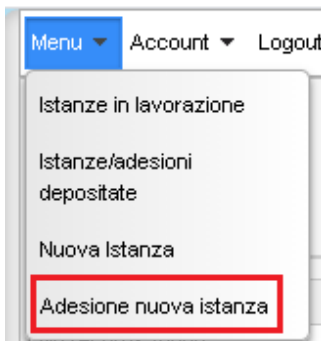 Menu Account Logout
Istanze in lavorazione
Istanze/adesioni
depositate
Nuova Istanza
Adesione nuova istanza